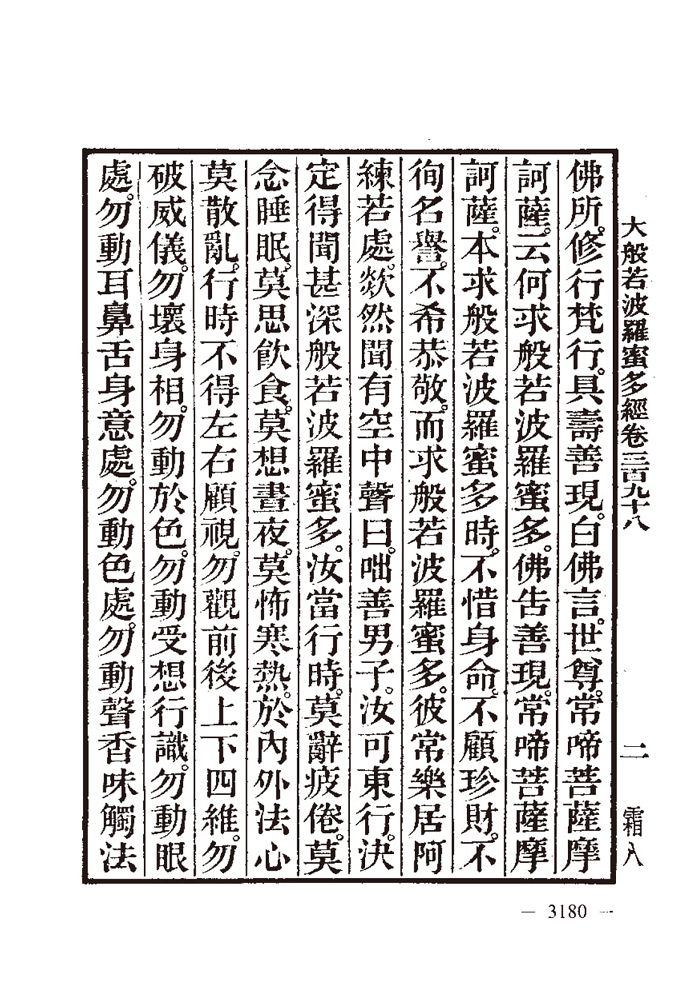 大般若波羅蜜多經卷三百九十八 二 霜八
佛所。修行梵行。具壽善現。白佛言。世尊。常啼菩薩摩
訶薩。云何求般若波羅蜜多。佛告善現。常啼菩薩摩
訶薩。本求般若波羅蜜多時。不惜身命。不顧珍財。不
徇名譽。不希恭敬。而求般若波羅蜜多。彼常樂居阿
練若處。欻然聞有空中聲曰。咄善男子。汝可東行。決
定得聞甚深般若波羅蜜多。汝當行時。莫辭疲倦。莫
念睡眠。莫思飲食。莫想晝夜。莫怖寒熱。於內外法心
莫散亂。行時不得左右顧視。勿觀前後上下四維。勿
破威儀。勿壞身相。勿動於色。勿動受想行識。勿動眼
處。勿動耳鼻舌身意處。勿動色處。勿動聲香味觸法
— 3180 —